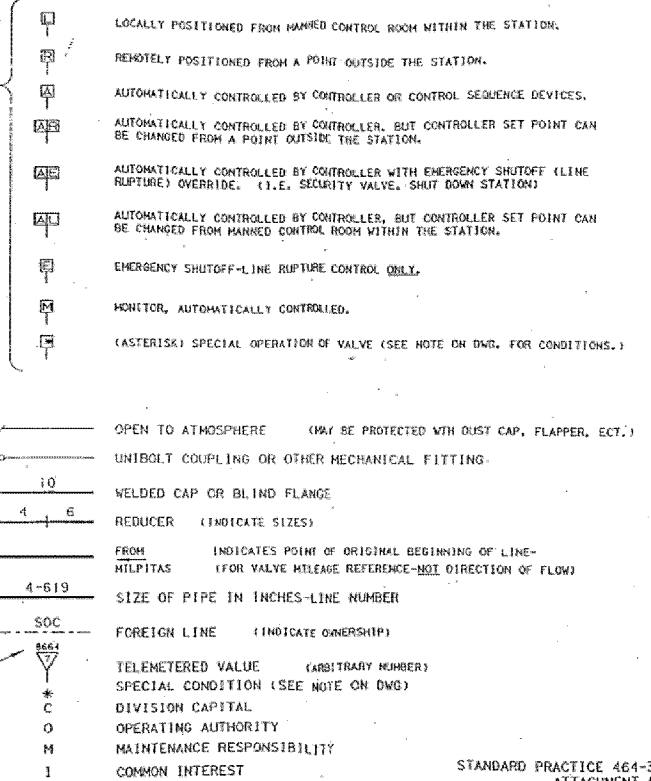 L LOCALLY POSITIONED FROM MANNED CONTROL ROOM WITHIN THE STATION.
R REMOTELY POSITIONED FROM A POINT OUTSIDE THE STATION.
A AUTOMATICALLY CONTROLLED BY CONTROLLER OR CONTROL SEQUENCE DEVICES.
AR AUTOMATICALLY CONTROLLED BY CONTROLLER, BUT CONTROLLER SET POINT CAN
BE CHANGED FROM A POINT OUTSIDE THE STATION.
AE AUTOMATICALLY CONTROLLED BY CONTROLLER WITH EMERGENCY SHUTOFF (LINE
RUPTURE) OVERRIDE. (I.E. SECURITY VALVE. SHUT DOWN STATION)
AL AUTOMATICALLY CONTROLLED BY CONTROLLER, BUT CONTROLLER SET POINT CAN
BE CHANGED FROM MANNED CONTROL ROOM WITHIN THE STATION.
E EMERGENCY SHUTOFF-LINE RUPTURE CONTROL ONLY.
M MONITOR, AUTOMATICALLY CONTROLLED.
* (ASTERISK) SPECIAL OPERATION OF VALVE (SEE NOTE ON DWG. FOR CONDITIONS.)
OPEN TO ATMOSPHERE (MAY BE PROTECTED WTH DUST CAP, FLAPPER, ECT.)
UNIBOLT COUPLING OR OTHER MECHANICAL FITTING
10 WELDED CAP OR BLIND FLANGE
4 6 REDUCER (INDICATE SIZES)
FROM INDICATES POINT OF ORIGINAL BEGINNING OF LINE-
MILPITAS (FOR VALVE MILEAGE REFERENCE-NOT DIRECTION OF FLOW)
4-619 SIZE OF PIPE IN INCHES-LINE NUMBER
SOC FOREIGN LINE (INDICATE OWNERSHIP)
8664
7 TELEMETERED VALUE (ARBITRARY NUMBER)
* SPECIAL CONDITION (SEE NOTE ON DWG)
C DIVISION CAPITAL
O OPERATING AUTHORITY
M MAINTENANCE RESPONSIBILITY
I COMMON INTEREST
STANDARD PRACTICE 464-3
ATTACHMENT